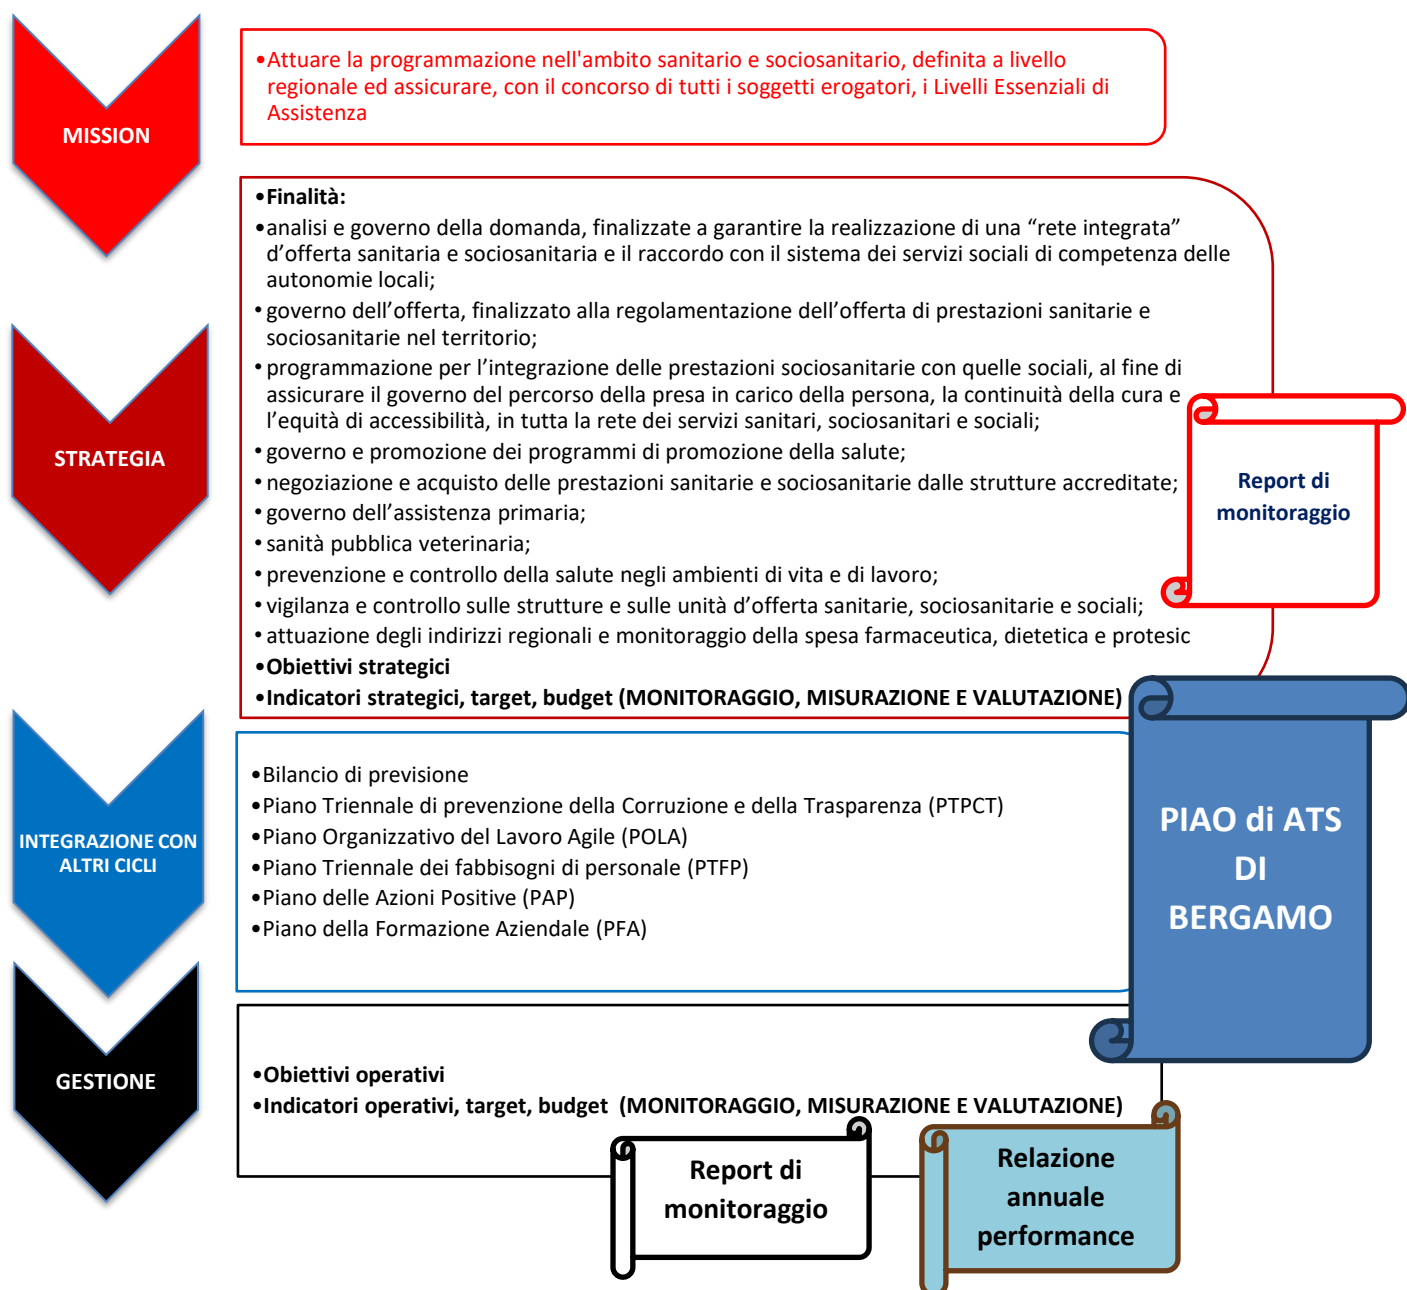 MISSION
•Attuare la programmazione nell'ambito sanitario e sociosanitario, definita a livello
regionale ed assicurare, con il concorso di tutti i soggetti erogatori, i Livelli Essenziali di
Assistenza
STRATEGIA
•Finalità:
•analisi e governo della domanda, finalizzate a garantire la realizzazione di una “rete integrata”
d’offerta sanitaria e sociosanitaria e il raccordo con il sistema dei servizi sociali di competenza delle
autonomie locali;
•governo dell’offerta, finalizzato alla regolamentazione dell’offerta di prestazioni sanitarie e
sociosanitarie nel territorio;
•programmazione per l’integrazione delle prestazioni sociosanitarie con quelle sociali, al fine di
assicurare il governo del percorso della presa in carico della persona, la continuità della cura e
l’equità di accessibilità, in tutta la rete dei servizi sanitari, sociosanitari e sociali;
•governo e promozione dei programmi di promozione della salute;
•negoziazione e acquisto delle prestazioni sanitarie e sociosanitarie dalle strutture accreditate;
•governo dell’assistenza primaria;
•sanità pubblica veterinaria;
•prevenzione e controllo della salute negli ambienti di vita e di lavoro;
•vigilanza e controllo sulle strutture e sulle unità d’offerta sanitarie, sociosanitarie e sociali;
•attuazione degli indirizzi regionali e monitoraggio della spesa farmaceutica, dietetica e protesic
•Obiettivi strategici
•Indicatori strategici, target, budget (MONITORAGGIO, MISURAZIONE E VALUTAZIONE)
Report di
monitoraggio
INTEGRAZIONE CON
ALTRI CICLI
•Bilancio di previsione
•Piano Triennale di prevenzione della Corruzione e della Trasparenza (PTPCT)
•Piano Organizzativo del Lavoro Agile (POLA)
•Piano Triennale dei fabbisogni di personale (PTFP)
•Piano delle Azioni Positive (PAP)
•Piano della Formazione Aziendale (PFA)
PIAO di ATS
DI
BERGAMO
GESTIONE
•Obiettivi operativi
•Indicatori operativi, target, budget (MONITORAGGIO, MISURAZIONE E VALUTAZIONE)
Report di
monitoraggio
Relazione
annuale
performance